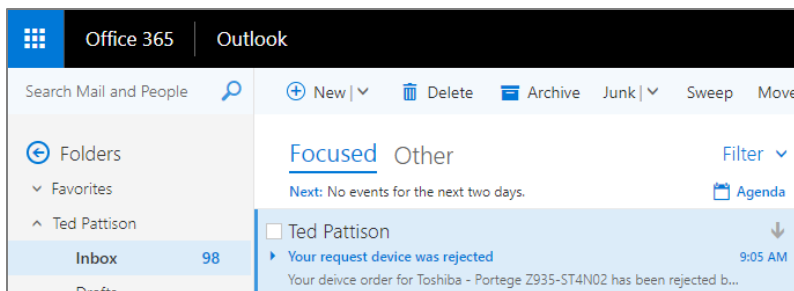 Office 365 Outlook
Search Mail and People New | Delete Archive Junk | Sweep Move
Folders Focused Other Filter
Favorites Next: No events for the next two days. Agenda
Ted Pattison Ted Pattison
Inbox 98 Your request device was rejected 9:05 AM
Your deivce order for Toshiba - Portege Z935-ST4N02 has been rejected b...
Drafts